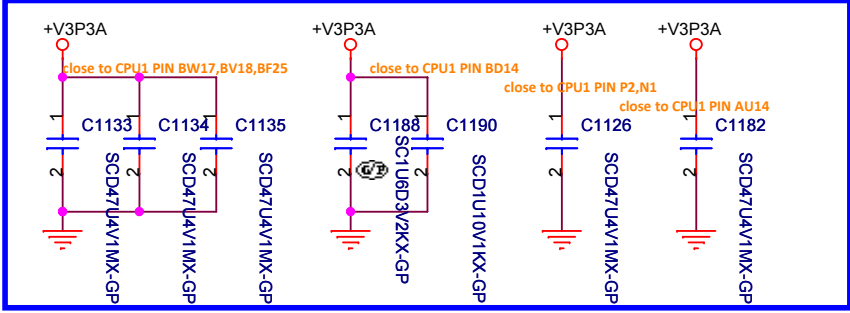 +V3P3A
+V3P3A
+V3P3A
+V3P3A
close to CPU1 PIN BW17,BV18,BF25
close to CPU1 PIN BD14
close to CPU1 PIN P2,N1
close to CPU1 PIN AU14
1
C1133
1
C1134
1
C1135
1
C1188
1
C1190
1
C1126
1
C1182
2
2
2
2
G/P
2
2
2
SCD47U4V1MX-GP
SCD47U4V1MX-GP
SCD47U4V1MX-GP
SC1U6D3V2KX-GP
SCD1U10V1KX-GP
SCD47U4V1MX-GP
SCD47U4V1MX-GP